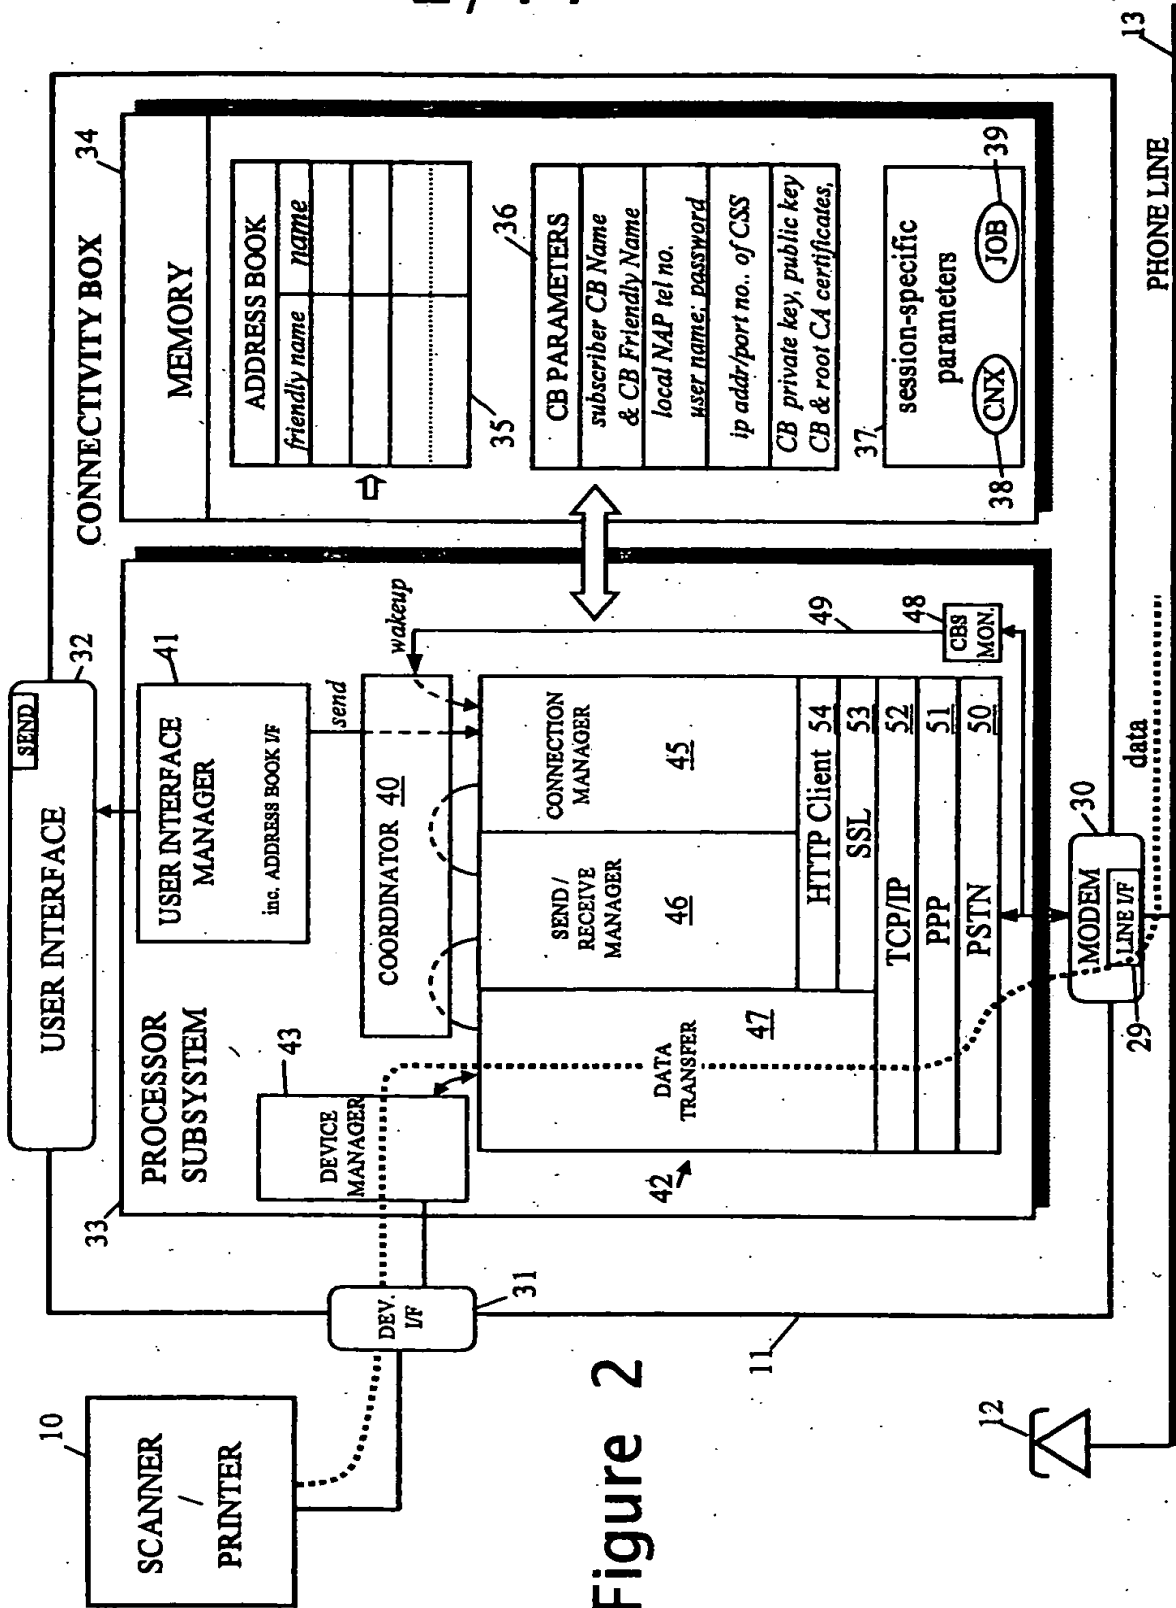 CONNECTIVITY BOX
10
SCANNER
/
PRINTER
DEV.
I/F
31
11
12
13
PHONE LINE
USER INTERFACE
SEND
32
33
PROCESSOR
SUBSYSTEM
41
USER INTERFACE
MANAGER
inc. ADDRESS BOOK I/F
send
wakeup
43
DEVICE
MANAGER
COORDINATOR 40
42
DATA
TRANSFER
47
SEND /
RECEIVE
MANAGER
46
CONNECTION
MANAGER
45
HTTP Client 54
SSL 53
TCP/IP 52
PPP 51
PSTN 50
49
48
CBS
MON.
MODEM
LINE I/F
30
29
data
34
MEMORY
ADDRESS BOOK
friendly name name
35
36
CB PARAMETERS
subscriber CB Name
& CB Friendly Name
local NAP tel no.
user name, password
ip addr/port no.. of CSS
CB private key, public key
CB & root CA certificates,
37
session-specific
parameters
CNX
JOB
38
39
Figure 2